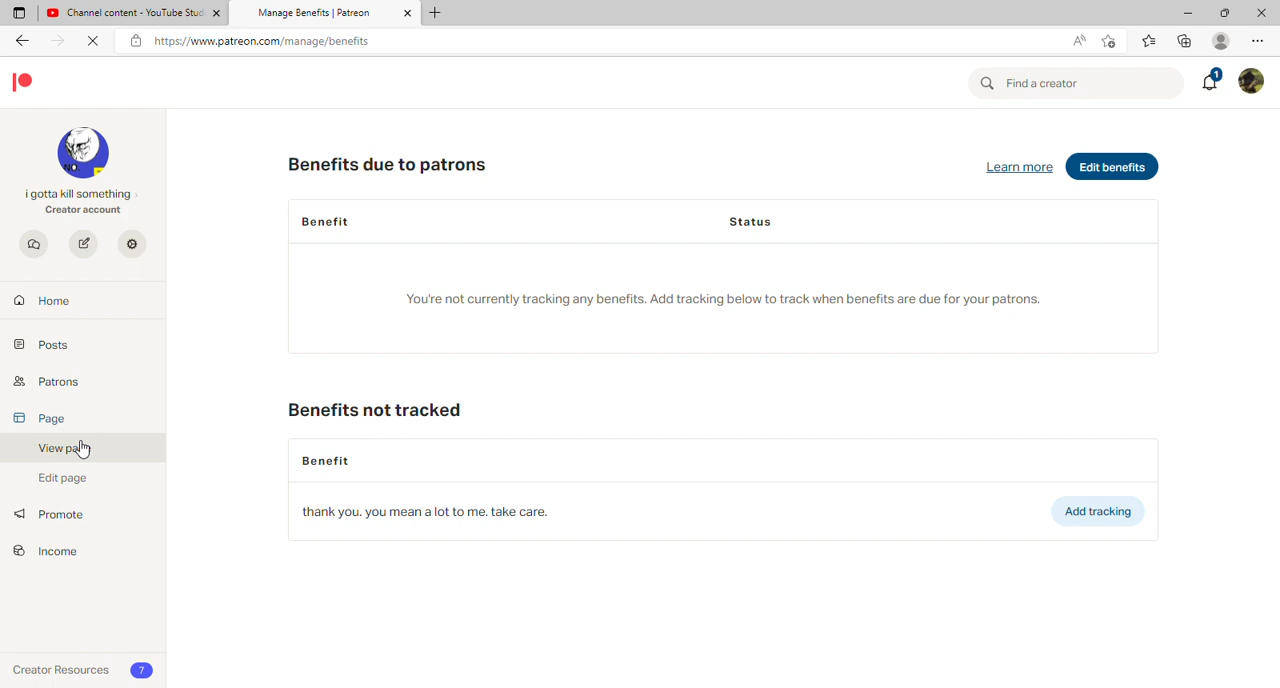 Channel content - YouTube Stud
Manage Benefits | Patreon
https://www.patreon.com/manage/benefits
Find a creator
1
NO.
i gotta kill something
Creator account
Home
Posts
Patrons
Page
View page
Edit page
Promote
Income
Creator Resources 7
Benefits due to patrons
Learn more
Edit benefits
Benefit Status
You're not currently tracking any benefits. Add tracking below to track when benefits are due for your patrons.
Benefits not tracked
Benefit
thank you. you mean a lot to me. take care.
Add tracking